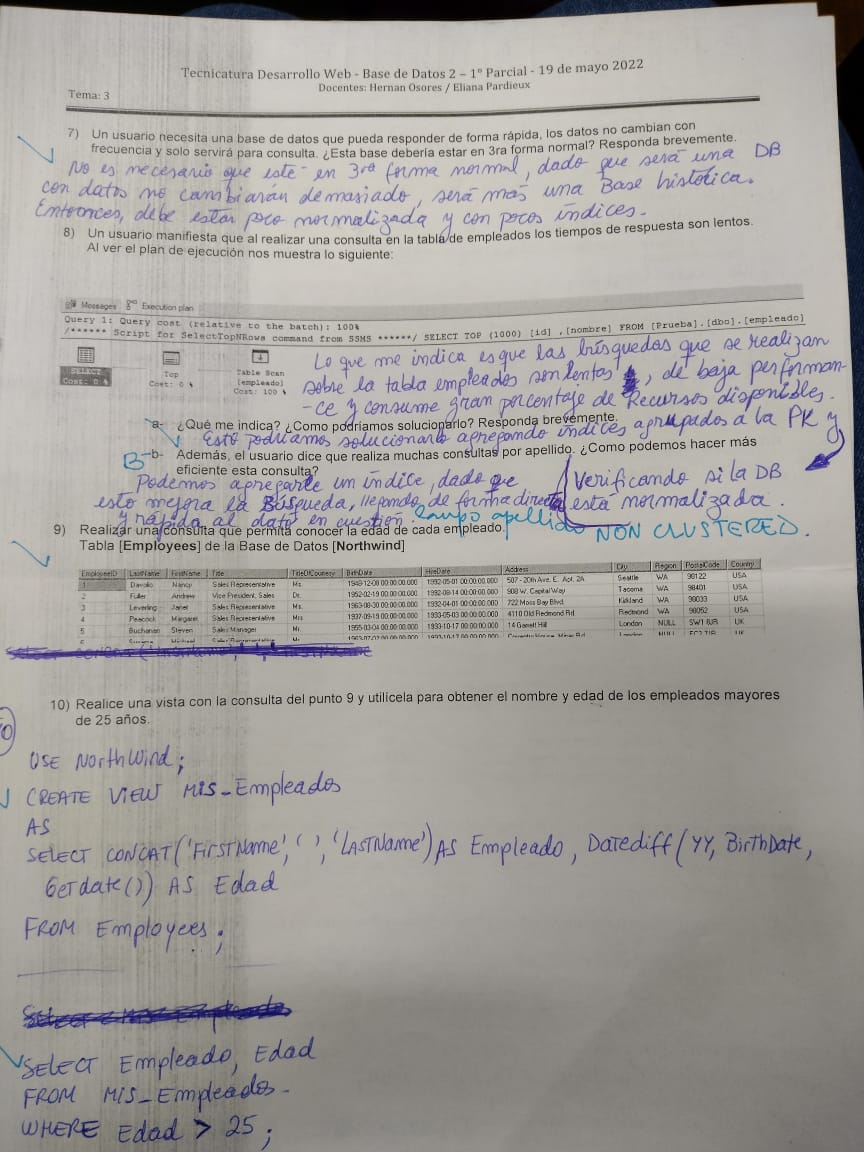 Tecnicatura Desarrollo Web - Base de Datos 2 – 1° Parcial - 19 de mayo 2022
Docentes: Hernan Osores / Eliana Pardieux
Tema: 3
7) Un usuario necesita una base de datos que pueda responder de forma rápida, los datos no cambian con
frecuencia y solo servirá para consulta. ¿Esta base debería estar en 3ra forma normal? Responda brevemente.
No es necesario que este en 3ra forma normal, dado que será una DB
con datos no cambiarán demasiado, será más una Base histórica.
Entoonces, debe estar poco normalizada y con pocos índices.
8) Un usuario manifiesta que al realizar una consulta en la tabla de empleados los tiempos de respuesta son lentos.
Al ver el plan de ejecución nos muestra lo siguiente:
Messages Execution plan
Query 1: Query cost (relative to the batch): 100%
/****** Script for SelectTopNRows command from SSMS ******/ SELECT TOP (1000) [id] ,[nombre] FROM [Prueba].[dbo].[empleado]
SELECT
Cost: 0 %
Top
Cost: 0 %
Table Scan
[empleado]
Cost: 100 %
Lo que me indica es que las búsquedas que se realizan
sobre la tabla empleados son lentas, de baja performan-
-ce y consume gran porcentaje de Recursos disponibles.
a- ¿Qué me indica? ¿Como podríamos solucionarlo? Responda brevemente.
Esto podríamos solucionarlo agregando índices agrupados a la PK y
Verificando si la DB
está normalizada.
B- b- Además, el usuario dice que realiza muchas consultas por apellido. ¿Como podemos hacer más
eficiente esta consulta?
Podemos agregarle un índice, dado que
esto mejora la Búsqueda, llegando de forma directa
y rápida al dato en cuestión. Campo apellido NON CLUSTERED.
9) Realizar una consulta que permita conocer la edad de cada empleado.
Tabla [Employees] de la Base de Datos [Northwind]
EmployeeID LastName FirstName Title TitleOfCourtesy BirthDate HireDate Address City Region PostalCode Country
1 Davolio Nancy Sales Representative Ms. 1948-12-08 00:00:00.000 1992-05-01 00:00:00.000 507 - 20th Ave. E. Apt. 2A Seattle WA 98122 USA
2 Fuller Andrew Vice President, Sales Dr. 1952-02-19 00:00:00.000 1992-08-14 00:00:00.000 908 W. Capital Way Tacoma WA 98401 USA
3 Leverling Janet Sales Representative Ms. 1963-08-30 00:00:00.000 1992-04-01 00:00:00.000 722 Moss Bay Blvd. Kirkland WA 98033 USA
4 Peacock Margaret Sales Representative Mrs. 1937-09-19 00:00:00.000 1993-05-03 00:00:00.000 4110 Old Redmond Rd. Redmond WA 98052 USA
5 Buchanan Steven Sales Manager Mr. 1955-03-04 00:00:00.000 1993-10-17 00:00:00.000 14 Garrett Hill London NULL SW1 8JR UK
10) Realice una vista con la consulta del punto 9 y utilícela para obtener el nombre y edad de los empleados mayores
de 25 años.
USE NorthWind;
CREATE VIEW MIS_Empleados
AS
SELECT CONCAT('FirstName',' ','LASTName') AS Empleado, Datediff(YY, BirthDate,
Getdate()) AS Edad
FROM Employees;
SELECT Empleado, Edad
FROM MIS_Empleados
WHERE Edad > 25;